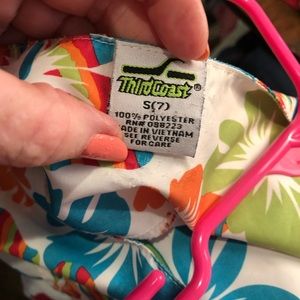 ThirdCoast®
S(7)
100% POLYESTER
RN# 088223
MADE IN VIETNAM
SEE REVERSE
FOR CARE